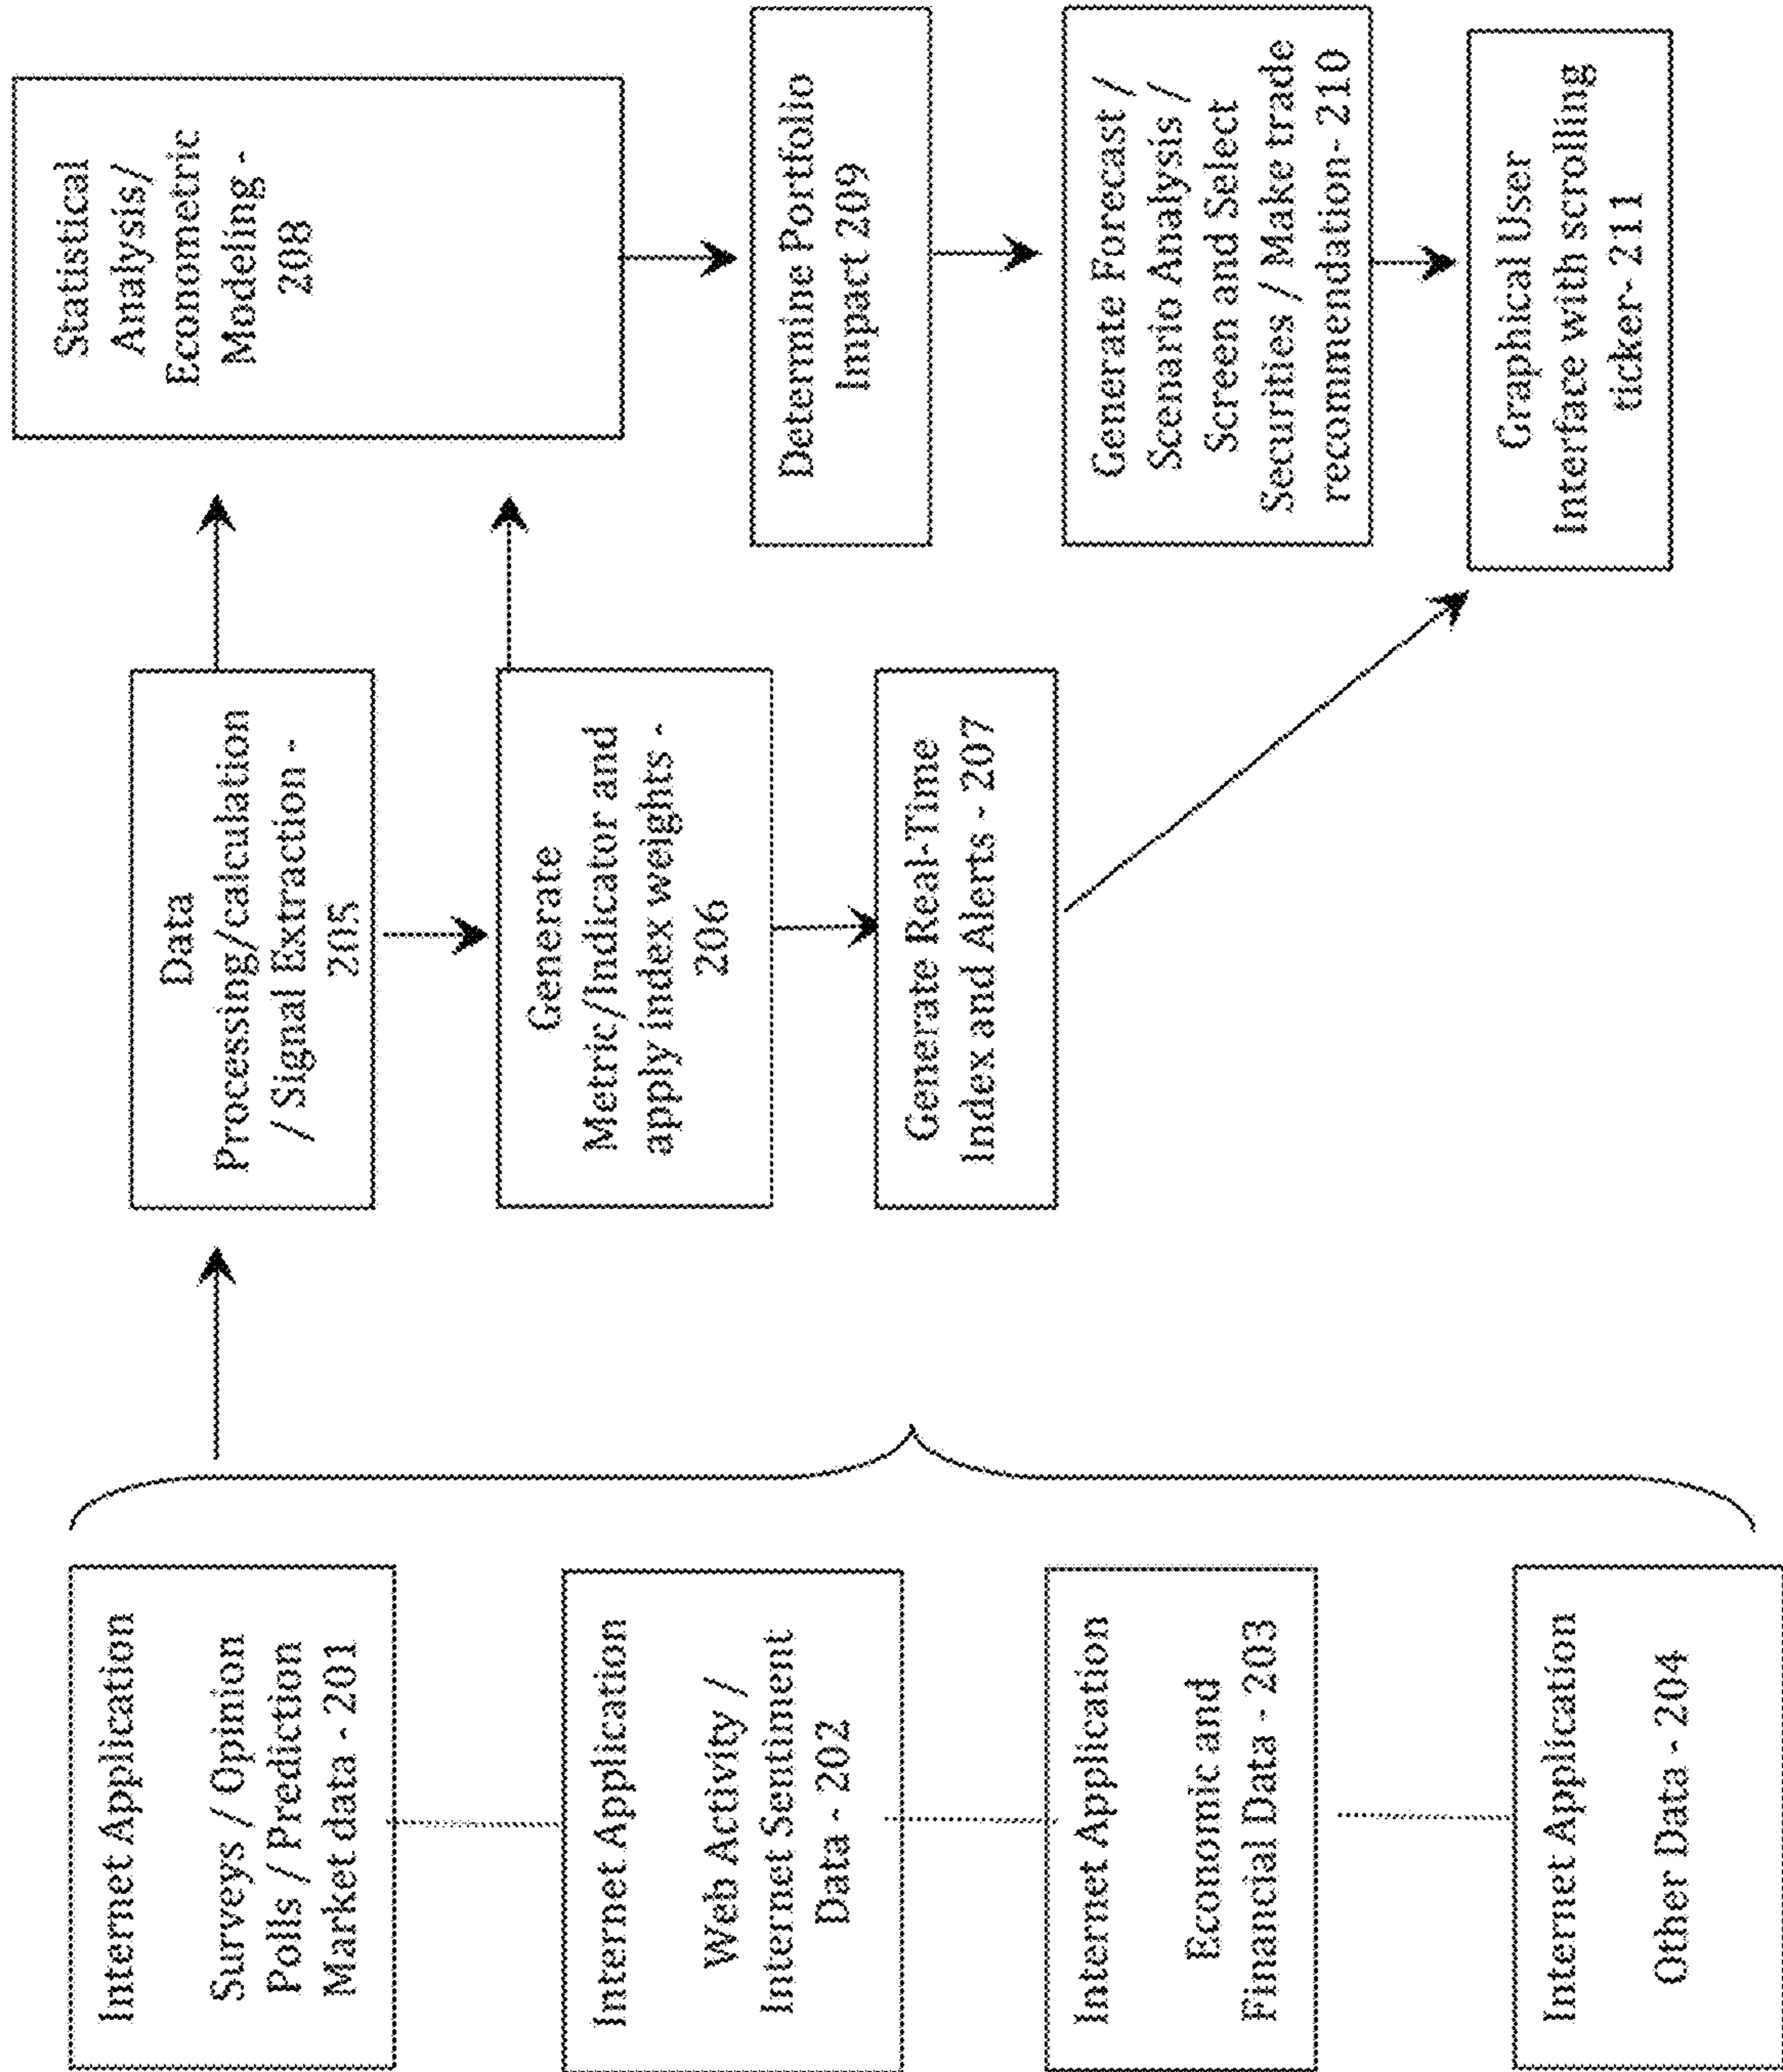 Internet Application
Surveys / Opinion
Polls / Prediction
Market data - 201
Internet Application
Web Activity /
Internet Sentiment
Data - 202
Internet Application
Economic and
Financial Data - 203
Internet Application
Other Data - 204
Data
Processing/calculation
/ Signal Extraction -
205
Generate
Metric/Indicator and
apply index weights -
206
Generate Real-Time
Index and Alerts - 207
Statistical
Analysis/
Econometric
Modeling -
208
Determine Portfolio
Impact 209
Generate Forecast /
Scenario Analysis /
Screen and Select
Securities / Make trade
recommendation- 210
Graphical User
Interface with scrolling
ticker- 211